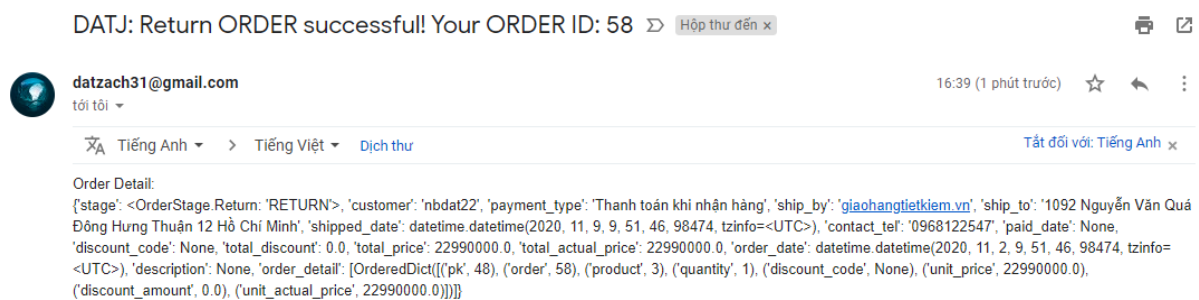 DATJ: Return ORDER successful! Your ORDER ID: 58 Hộp thư đến ×
datzach31@gmail.com 16:39 (1 phút trước)
tới tôi
Tiếng Anh > Tiếng Việt Dịch thư Tắt đối với: Tiếng Anh ×
Order Detail:
{'stage': <OrderStage.Return: 'RETURN'>, 'customer': 'nbdat22', 'payment_type': 'Thanh toán khi nhận hàng', 'ship_by': 'giaohangtietkiem.vn', 'ship_to': '1092 Nguyễn Văn Quá
Đông Hưng Thuận 12 Hồ Chí Minh', 'shipped_date': datetime.datetime(2020, 11, 9, 9, 51, 46, 98474, tzinfo=<UTC>), 'contact_tel': '0968122547', 'paid_date': None,
'discount_code': None, 'total_discount': 0.0, 'total_price': 22990000.0, 'total_actual_price': 22990000.0, 'order_date': datetime.datetime(2020, 11, 2, 9, 51, 46, 98474, tzinfo=
<UTC>), 'description': None, 'order_detail': [OrderedDict([('pk', 48), ('order', 58), ('product', 3), ('quantity', 1), ('discount_code', None), ('unit_price', 22990000.0),
('discount_amount', 0.0), ('unit_actual_price', 22990000.0)])]}